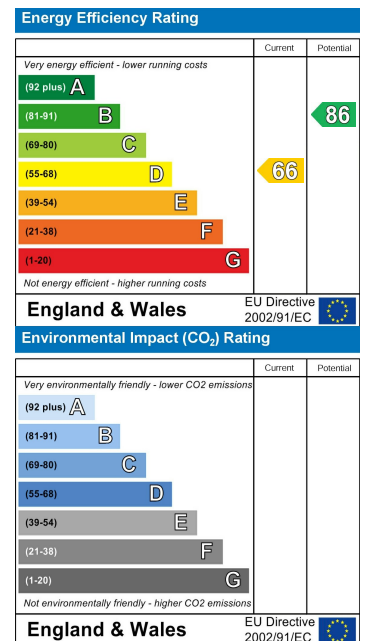 Energy Efficiency Rating
Current Potential
Very energy efficient - lower running costs
(92 plus) A
(81-91) B
86
(69-80) C
(55-68) D
66
(39-54) E
(21-38) F
(1-20) G
Not energy efficient - higher running costs
England & Wales
EU Directive
2002/91/EC
Environmental Impact (CO₂) Rating
Current Potential
Very environmentally friendly - lower CO2 emissions
(92 plus) A
(81-91) B
(69-80) C
(55-68) D
(39-54) E
(21-38) F
(1-20) G
Not environmentally friendly - higher CO2 emissions
England & Wales
EU Directive
2002/91/EC